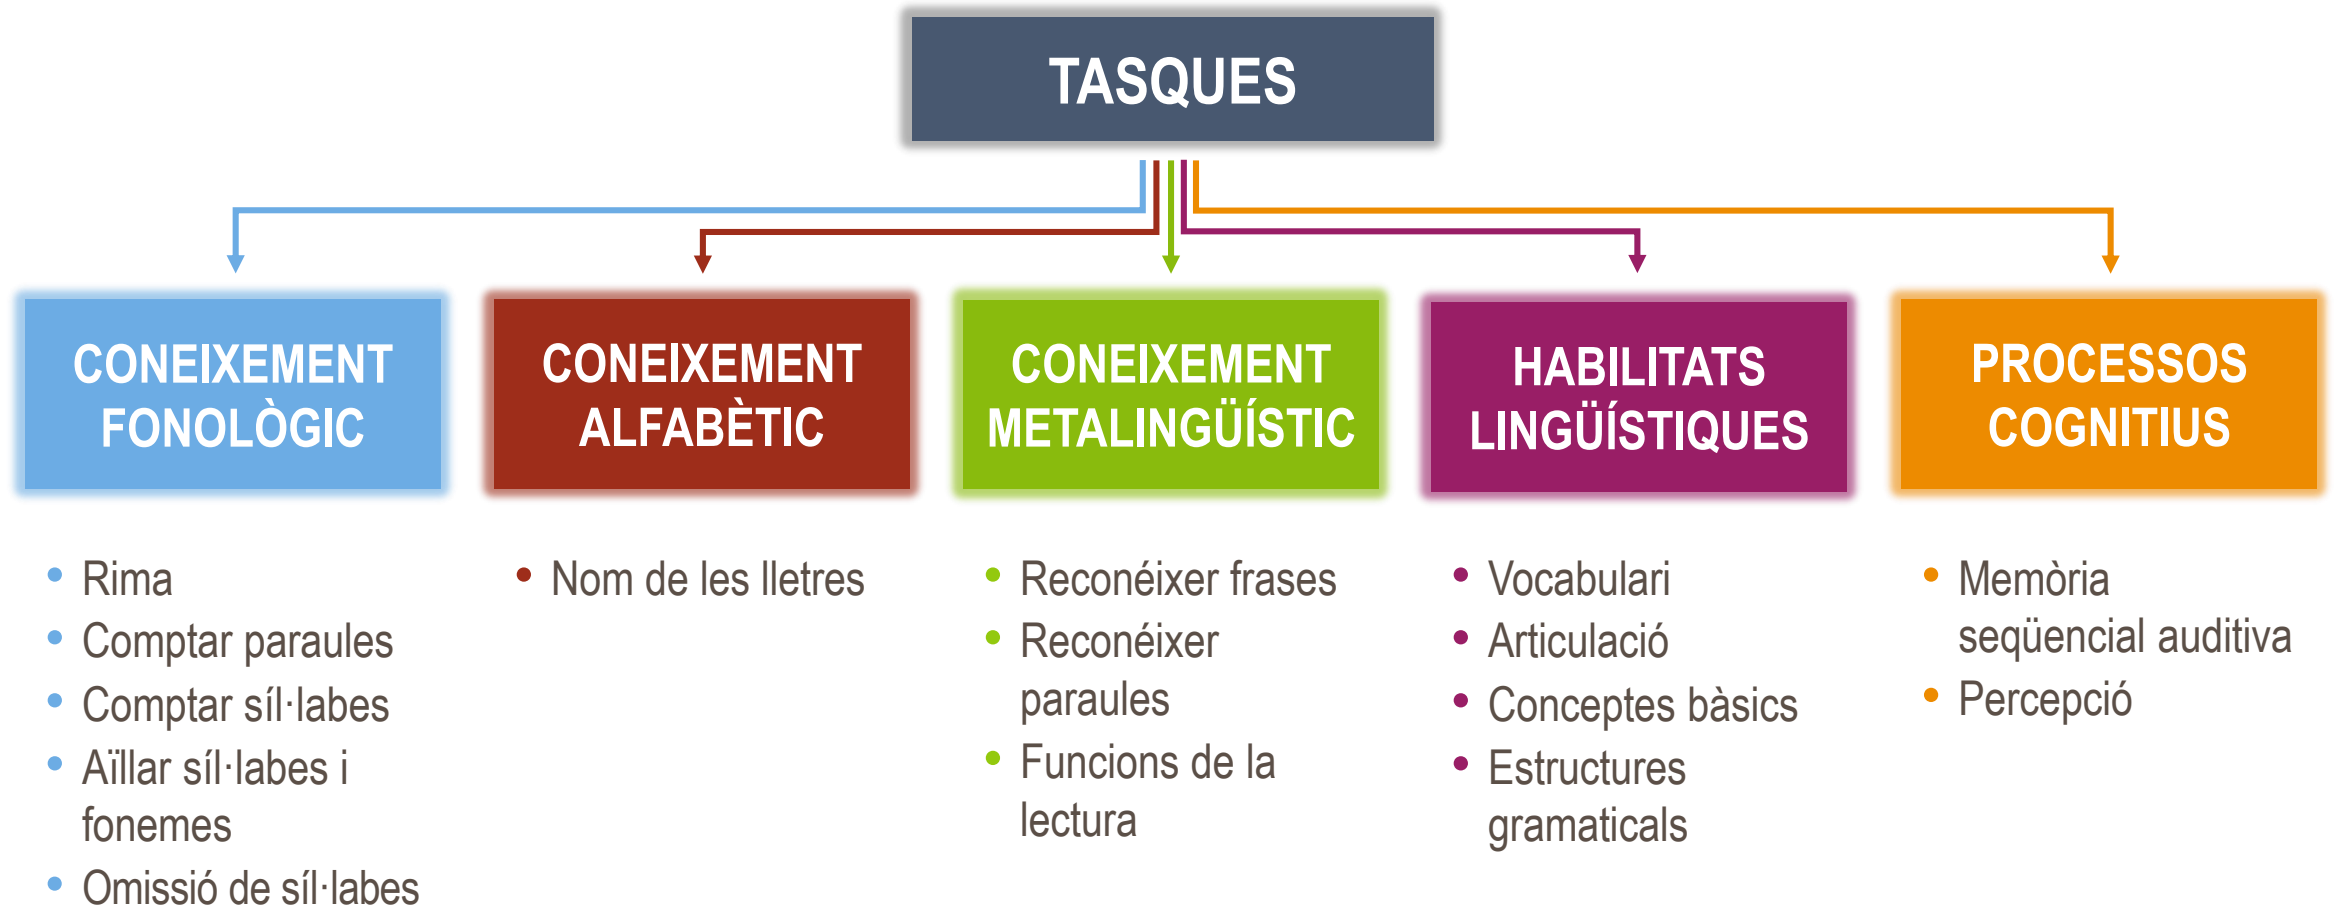 TASQUES
CONEIXEMENT
FONOLÒGIC
• Rima
• Comptar paraules
• Comptar síl·labes
• Aïllar síl·labes i
fonemes
• Omissió de síl·labes
CONEIXEMENT
ALFABÈTIC
• Nom de les lletres
CONEIXEMENT
METALINGÜÍSTIC
• Reconéixer frases
• Reconéixer
paraules
• Funcions de la
lectura
HABILITATS
LINGÜÍSTIQUES
• Vocabulari
• Articulació
• Conceptes bàsics
• Estructures
gramaticals
PROCESSOS
COGNITIUS
• Memòria
seqüencial auditiva
• Percepció